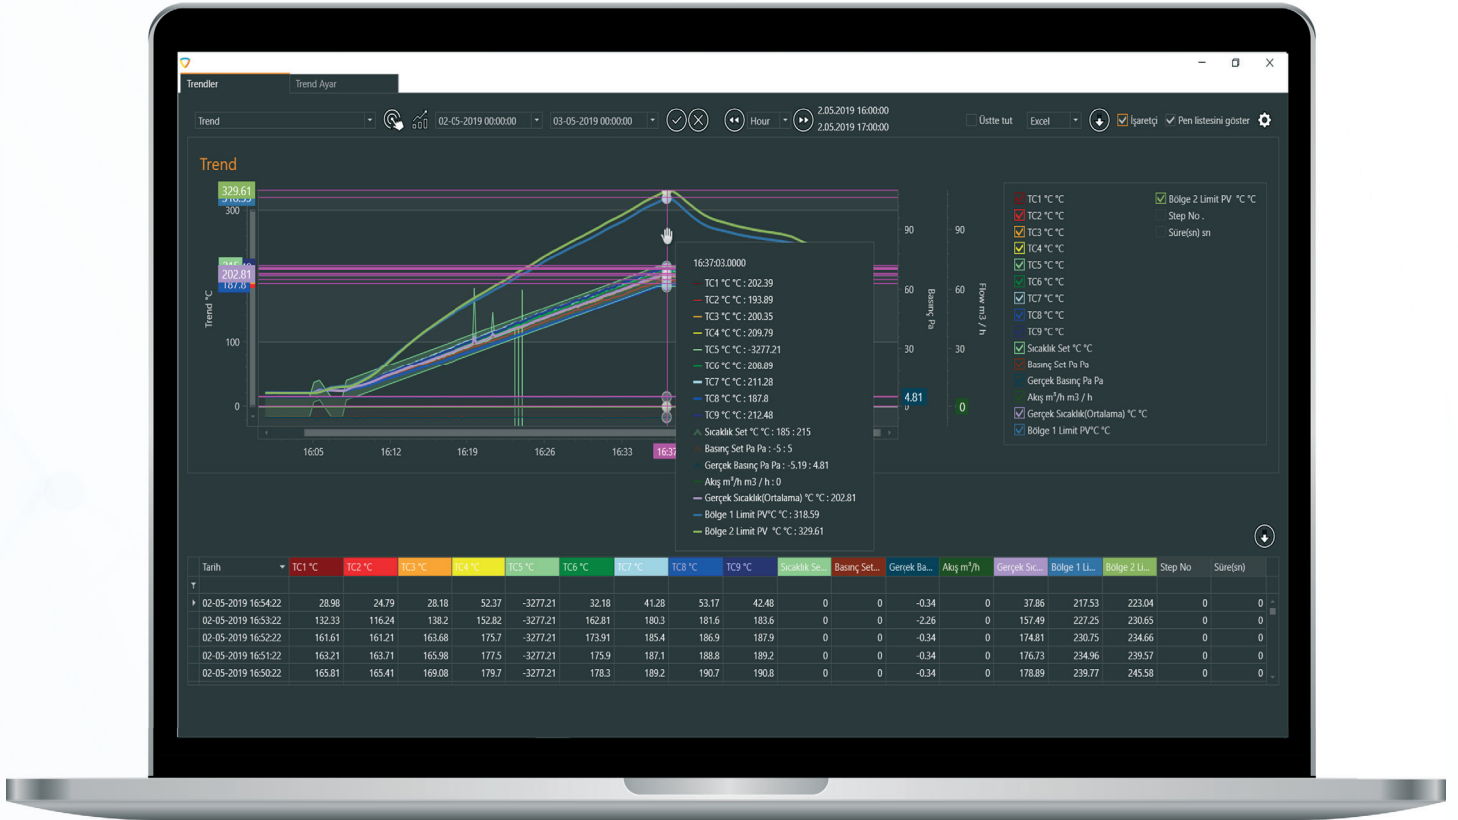 Trendler
Trend Ayar
Trend
02-05-2019 00:00:00
03-05-2019 00:00:00
Hour
2.05.2019 16:00:00
2.05.2019 17:00:00
Üstte tut
Excel
İşaretçi
Pen listesini göster
Trend
329.61
300
202.81
187.8
100
0
Trend °C
16:05
16:12
16:19
16:26
16:33
16:37
90
60
30
4.81
Basınç Pa
90
60
30
0
Flow m3 / h
16:37:03.0000
TC1 °C °C : 202.39
TC2 °C °C : 193.89
TC3 °C °C : 200.35
TC4 °C °C : 209.79
TC5 °C °C : -3277.21
TC6 °C °C : 208.89
TC7 °C °C : 211.28
TC8 °C °C : 187.8
TC9 °C °C : 212.48
Sıcaklık Set °C °C : 185 : 215
Basınç Set Pa Pa : -5 : 5
Gerçek Basınç Pa Pa : -5.19 : 4.81
Akış m³/h m3 / h : 0
Gerçek Sıcaklık(Ortalama) °C °C : 202.81
Bölge 1 Limit PV°C °C : 318.59
Bölge 2 Limit PV °C °C : 329.61
TC1 °C °C
TC2 °C °C
TC3 °C °C
TC4 °C °C
TC5 °C °C
TC6 °C °C
TC7 °C °C
TC8 °C °C
TC9 °C °C
Sıcaklık Set °C °C
Basınç Set Pa Pa
Gerçek Basınç Pa Pa
Akış m³/h m3 / h
Gerçek Sıcaklık(Ortalama) °C °C
Bölge 1 Limit PV°C °C
Bölge 2 Limit PV °C °C
Step No .
Süre(sn) sn
Tarih TC1 °C TC2 °C TC3 °C TC4 °C TC5 °C TC6 °C TC7 °C TC8 °C TC9 °C Sıcaklık Se... Basınç Set... Gerçek Ba... Akış m³/h Gerçek Sıc... Bölge 1 Li... Bölge 2 Li... Step No Süre(sn)
02-05-2019 16:54:22 28.98 24.79 28.18 52.37 -3277.21 32.18 41.28 53.17 42.48 0 0 -0.34 0 37.86 217.53 223.04 0 0
02-05-2019 16:53:22 132.33 116.24 138.2 152.82 -3277.21 162.81 180.3 181.6 183.6 0 0 -2.26 0 157.49 227.25 230.65 0 0
02-05-2019 16:52:22 161.61 161.21 163.68 175.7 -3277.21 173.91 185.4 186.9 187.9 0 0 -0.34 0 174.81 230.75 234.66 0 0
02-05-2019 16:51:22 163.21 163.71 165.98 177.5 -3277.21 175.9 187.1 188.8 189.2 0 0 -0.34 0 176.73 234.96 239.57 0 0
02-05-2019 16:50:22 165.81 165.41 169.08 179.7 -3277.21 178.3 189.2 190.7 190.8 0 0 -0.34 0 178.89 239.77 245.58 0 0